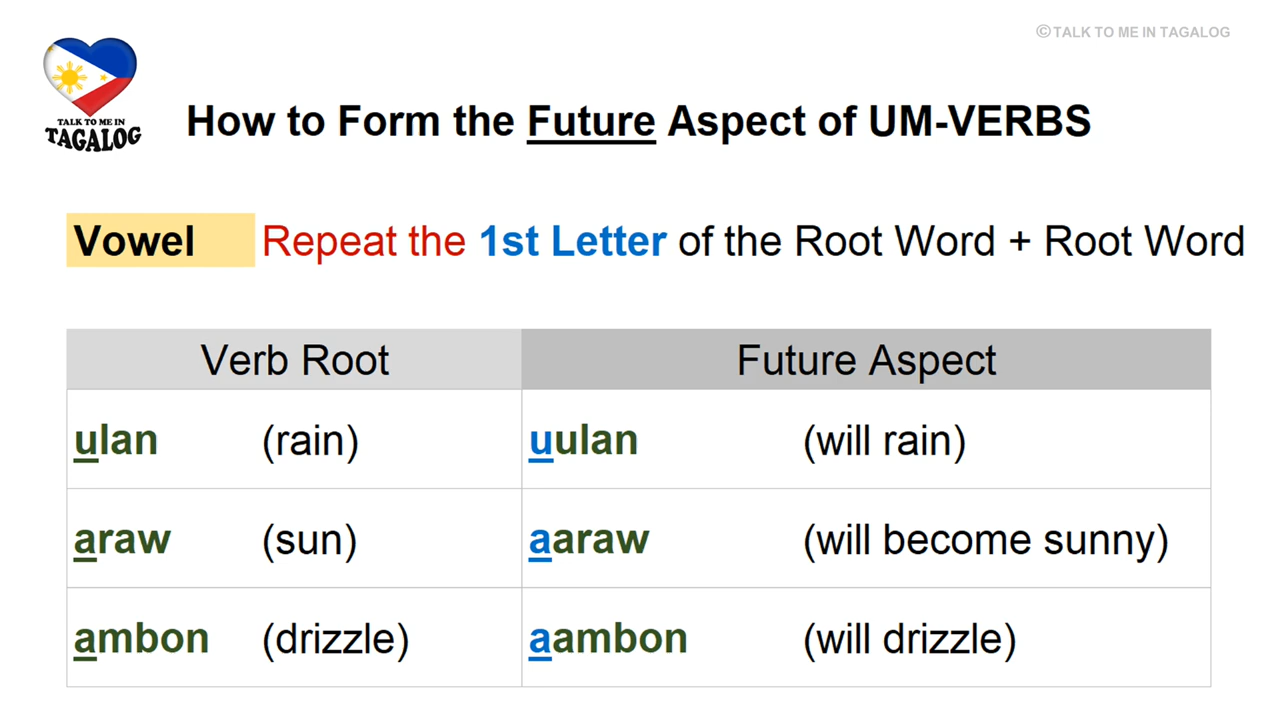 ©TALK TO ME IN TAGALOG
TALK TO ME IN
TAGALOG
How to Form the Future Aspect of UM-VERBS
Vowel Repeat the 1st Letter of the Root Word + Root Word
Verb Root Future Aspect
ulan (rain) uulan (will rain)
araw (sun) aaraw (will become sunny)
ambon (drizzle) aambon (will drizzle)